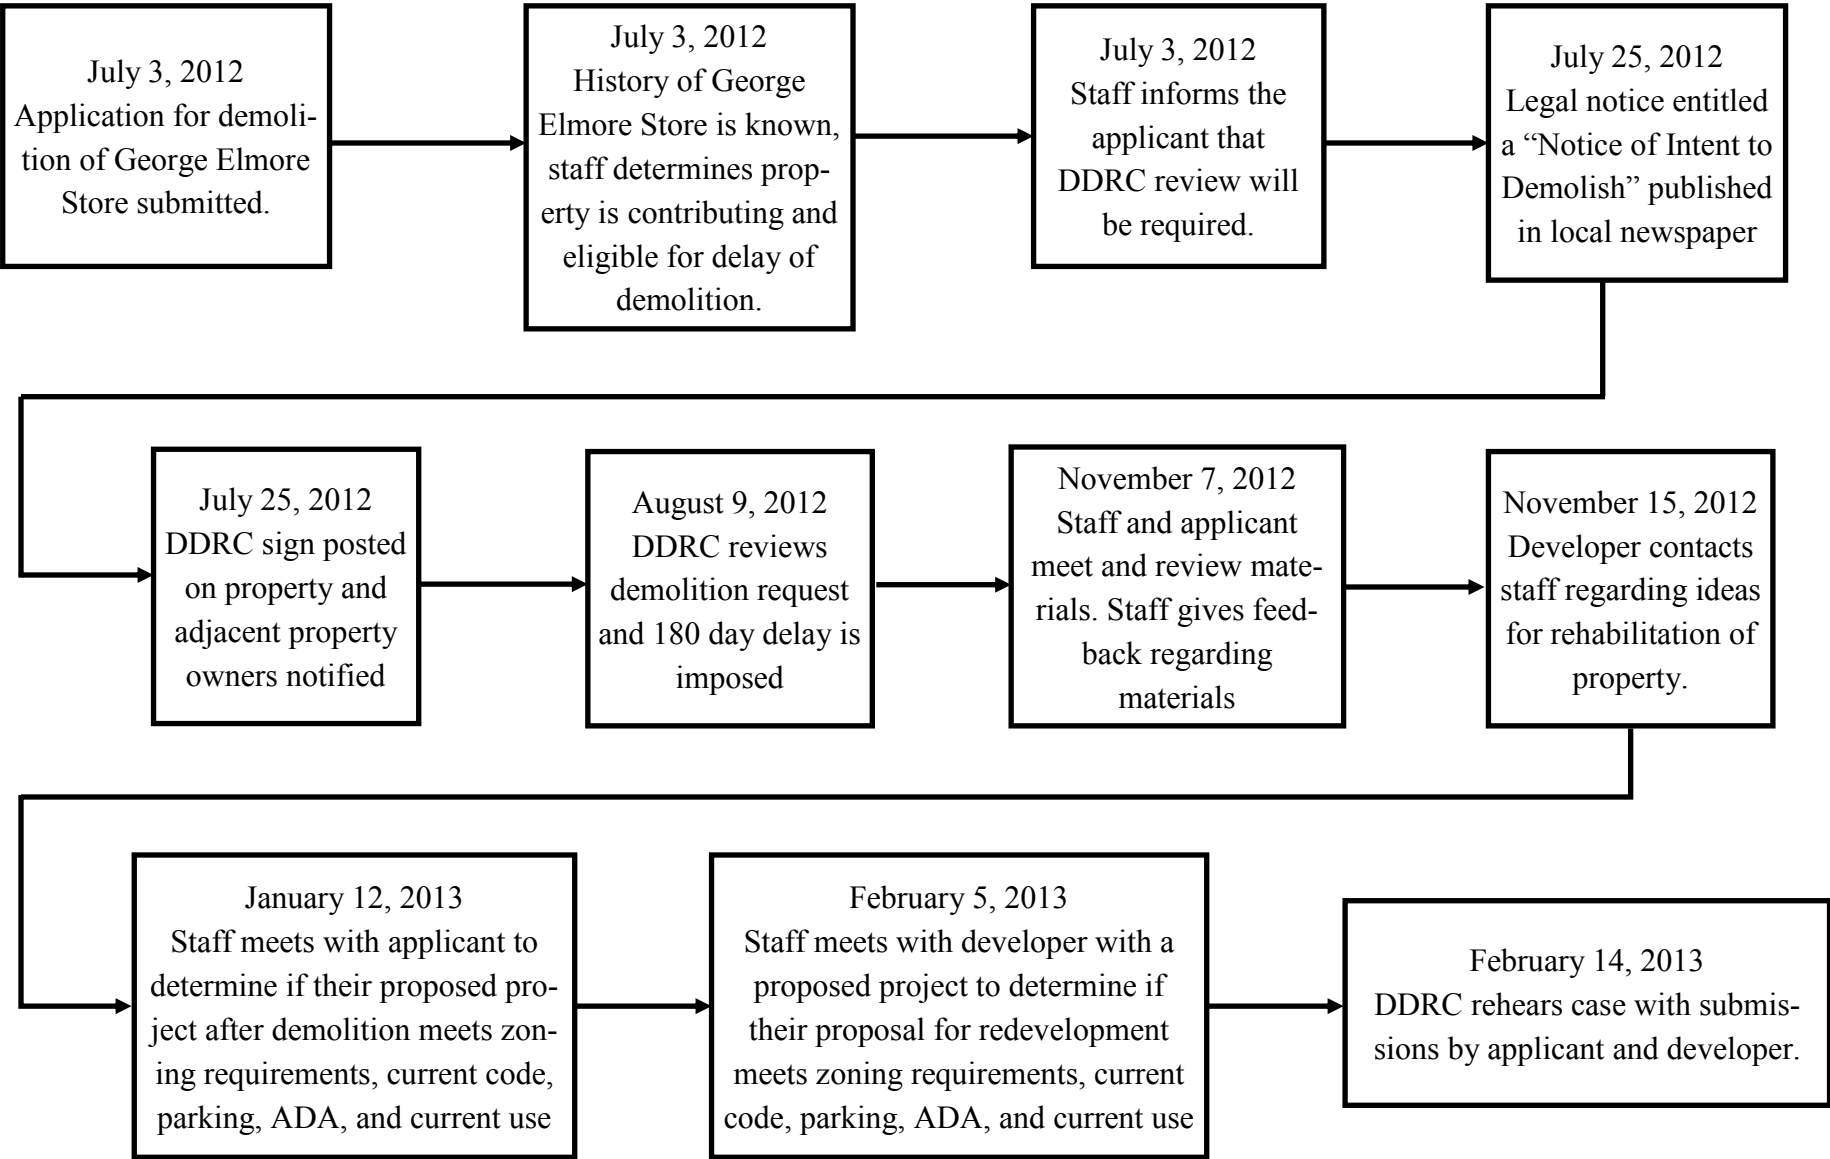 July 3, 2012
Application for demoli-
tion of George Elmore
Store submitted.
July 3, 2012
History of George
Elmore Store is known,
staff determines prop-
erty is contributing and
eligible for delay of
demolition.
July 3, 2012
Staff informs the
applicant that
DDRC review will
be required.
July 25, 2012
Legal notice entitled
a “Notice of Intent to
Demolish” published
in local newspaper
July 25, 2012
DDRC sign posted
on property and
adjacent property
owners notified
August 9, 2012
DDRC reviews
demolition request
and 180 day delay is
imposed
November 7, 2012
Staff and applicant
meet and review mate-
rials. Staff gives feed-
back regarding
materials
November 15, 2012
Developer contacts
staff regarding ideas
for rehabilitation of
property.
January 12, 2013
Staff meets with applicant to
determine if their proposed pro-
ject after demolition meets zon-
ing requirements, current code,
parking, ADA, and current use
February 5, 2013
Staff meets with developer with a
proposed project to determine if
their proposal for redevelopment
meets zoning requirements, current
code, parking, ADA, and current use
February 14, 2013
DDRC rehears case with submis-
sions by applicant and developer.